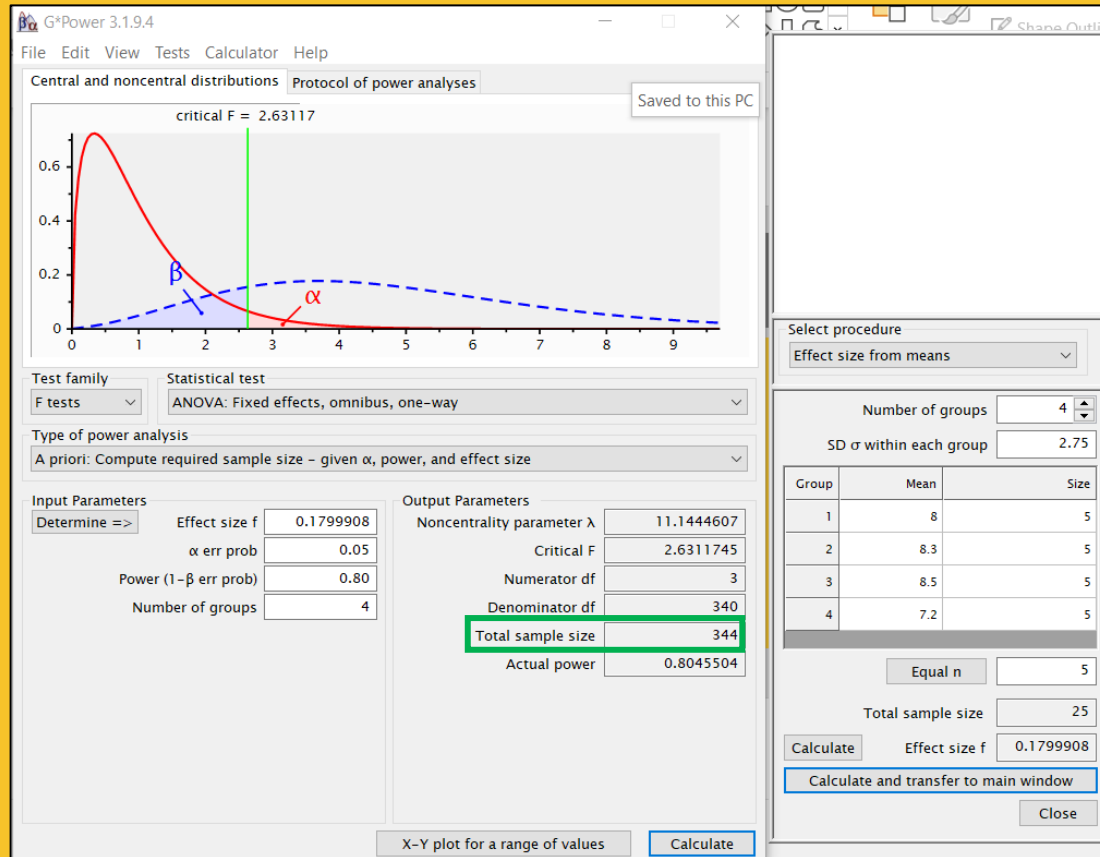 G*Power 3.1.9.4
File Edit View Tests Calculator Help
Central and noncentral distributions Protocol of power analyses
Saved to this PC
critical F = 2.63117
0.6
0.4
0.2
0
β
α
0 1 2 3 4 5 6 7 8 9
Test family Statistical test
F tests ANOVA: Fixed effects, omnibus, one-way
Type of power analysis
A priori: Compute required sample size – given α, power, and effect size
Input Parameters
Determine => Effect size f 0.1799908
α err prob 0.05
Power (1-β err prob) 0.80
Number of groups 4
Output Parameters
Noncentrality parameter λ 11.1444607
Critical F 2.6311745
Numerator df 3
Denominator df 340
Total sample size 344
Actual power 0.8045504
X-Y plot for a range of values Calculate
Shape Outli
Select procedure
Effect size from means
Number of groups 4
SD σ within each group 2.75
Group Mean Size
1 8 5
2 8.3 5
3 8.5 5
4 7.2 5
Equal n 5
Total sample size 25
Calculate Effect size f 0.1799908
Calculate and transfer to main window
Close